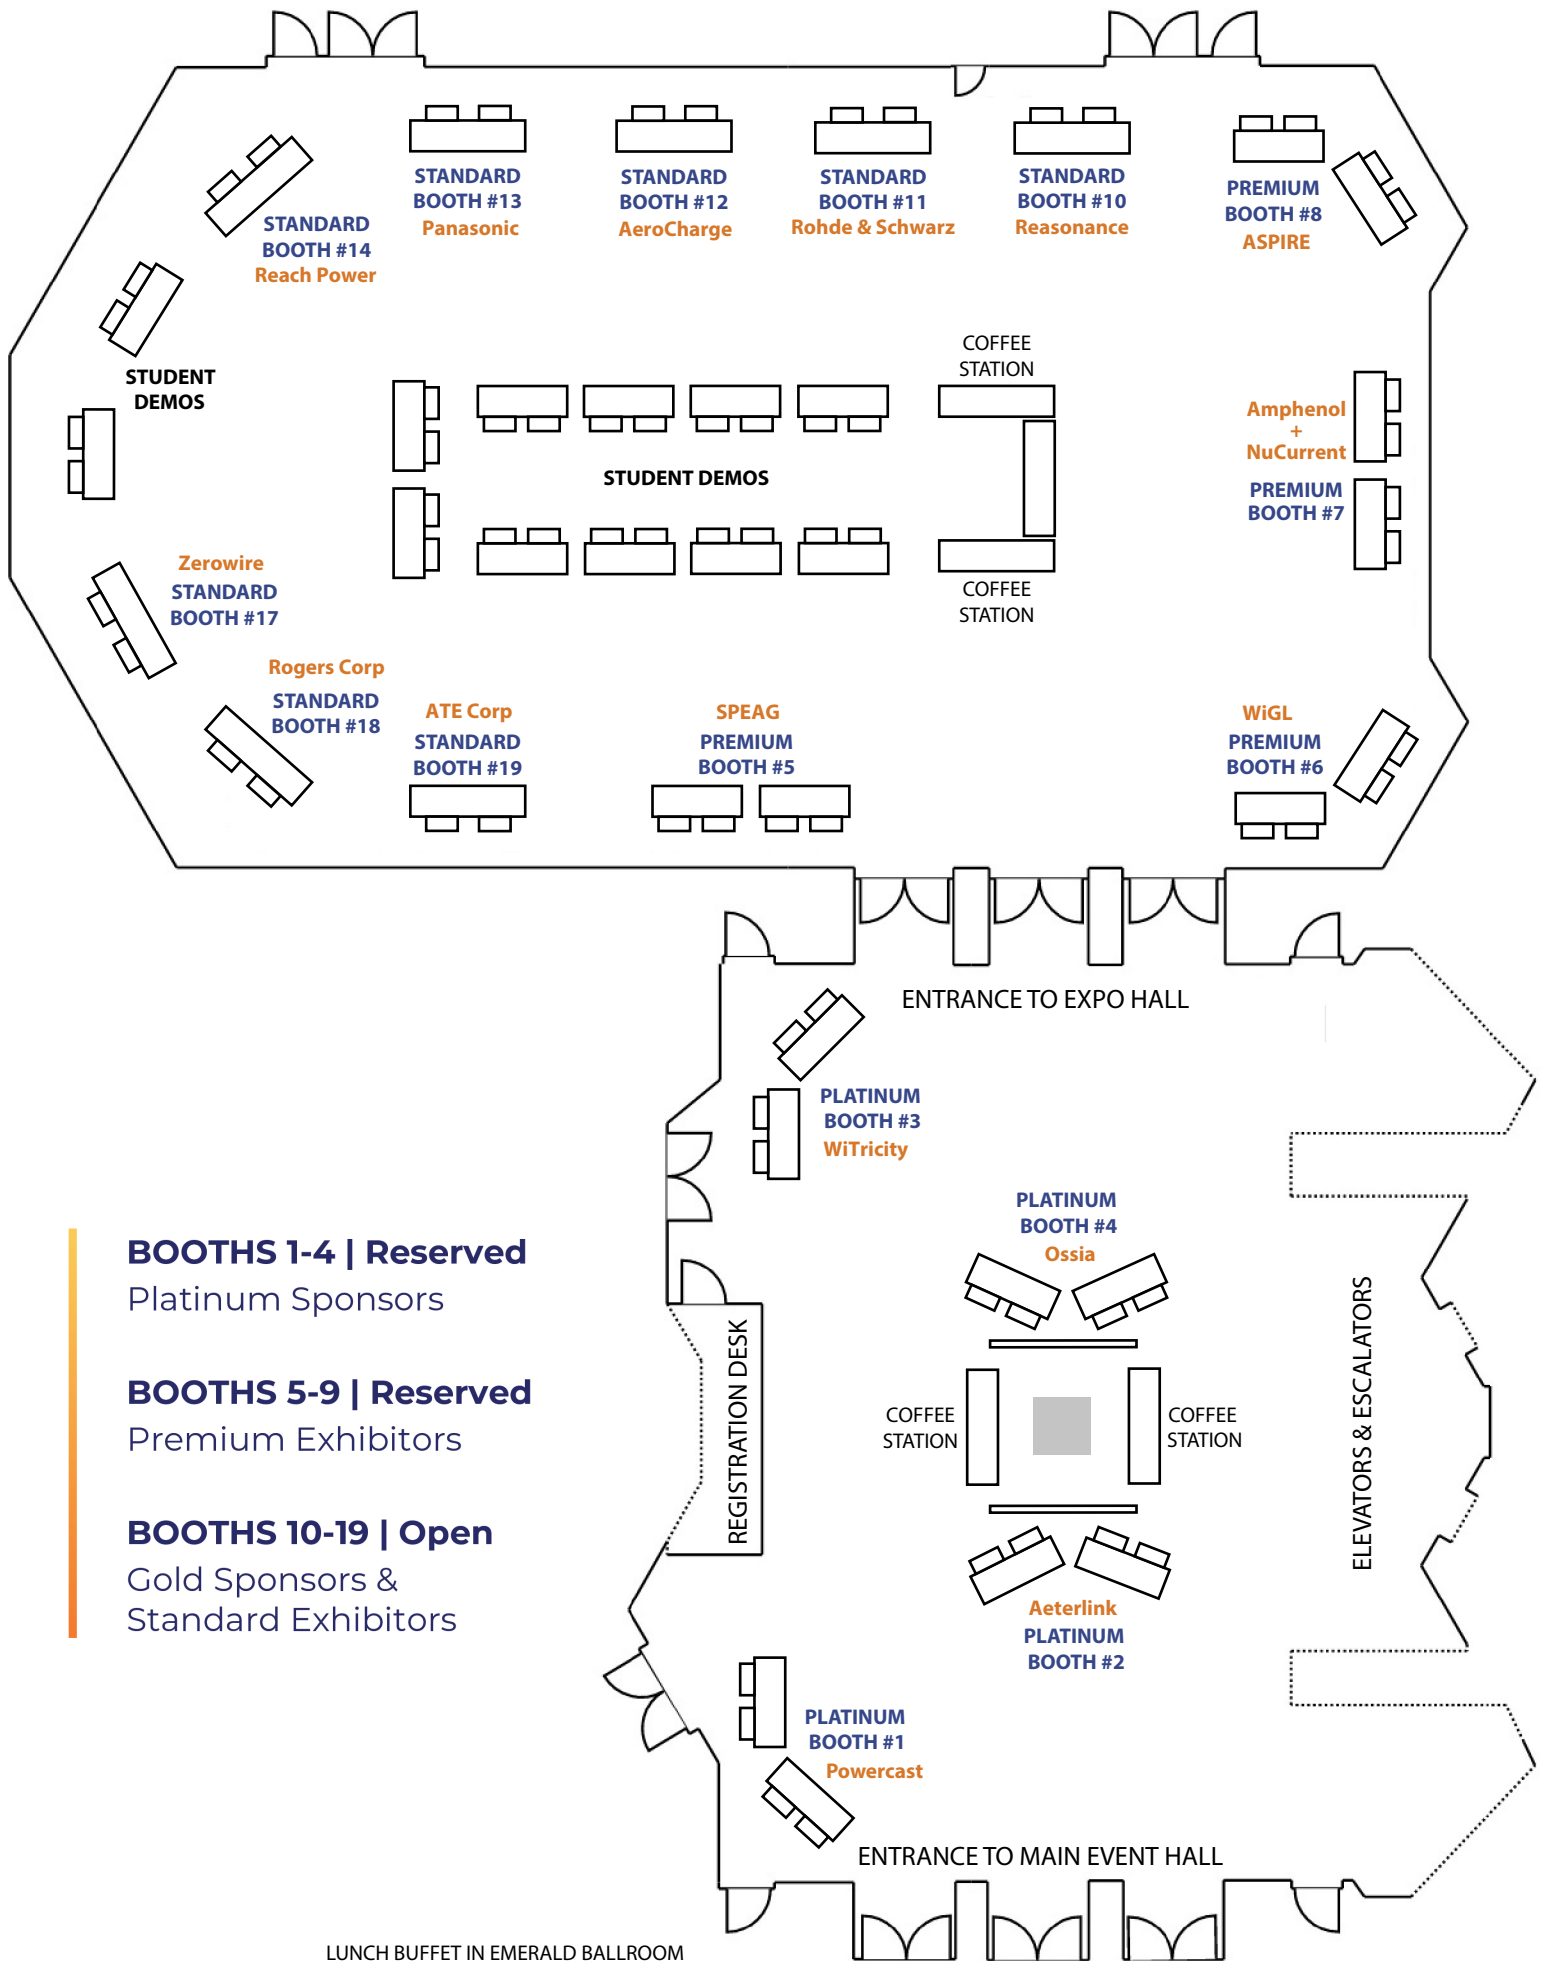 STANDARD
BOOTH #13
Panasonic
STANDARD
BOOTH #12
AeroCharge
STANDARD
BOOTH #11
Rohde & Schwarz
STANDARD
BOOTH #10
Reasonance
PREMIUM
BOOTH #8
ASPIRE
STANDARD
BOOTH #14
Reach Power
STUDENT
DEMOS
COFFEE
STATION
Amphenol
+
NuCurrent
PREMIUM
BOOTH #7
STUDENT DEMOS
COFFEE
STATION
Zerowire
STANDARD
BOOTH #17
Rogers Corp
STANDARD
BOOTH #18
ATE Corp
STANDARD
BOOTH #19
SPEAG
PREMIUM
BOOTH #5
WiGL
PREMIUM
BOOTH #6
ENTRANCE TO EXPO HALL
PLATINUM
BOOTH #3
WiTricity
PLATINUM
BOOTH #4
Ossia
BOOTHS 1-4 | Reserved
Platinum Sponsors
BOOTHS 5-9 | Reserved
Premium Exhibitors
BOOTHS 10-19 | Open
Gold Sponsors &
Standard Exhibitors
REGISTRATION DESK
COFFEE
STATION
COFFEE
STATION
ELEVATORS & ESCALATORS
Aeterlink
PLATINUM
BOOTH #2
PLATINUM
BOOTH #1
Powercast
ENTRANCE TO MAIN EVENT HALL
LUNCH BUFFET IN EMERALD BALLROOM